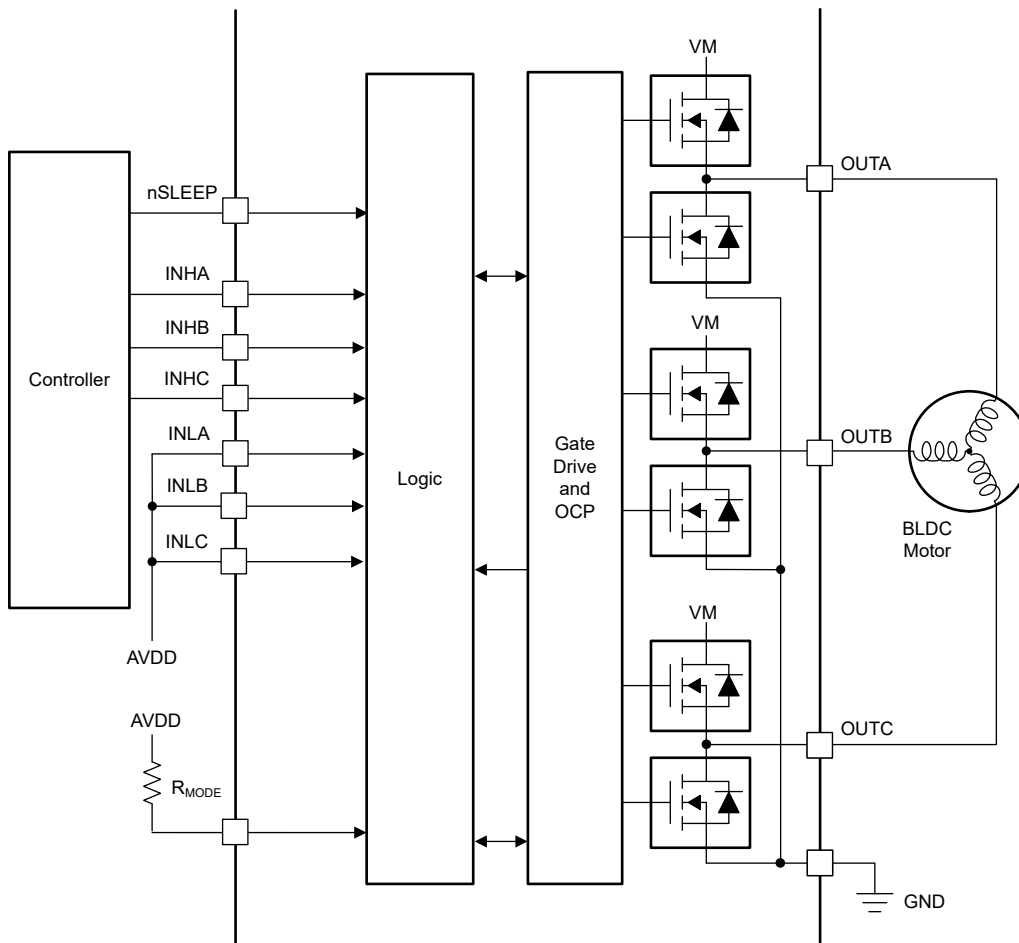 Controller
nSLEEP
INHA
INHB
INHC
INLA
INLB
INLC
AVDD
AVDD
R_MODE
Logic
Gate
Drive
and
OCP
VM
OUTA
VM
OUTB
BLDC
Motor
VM
OUTC
GND